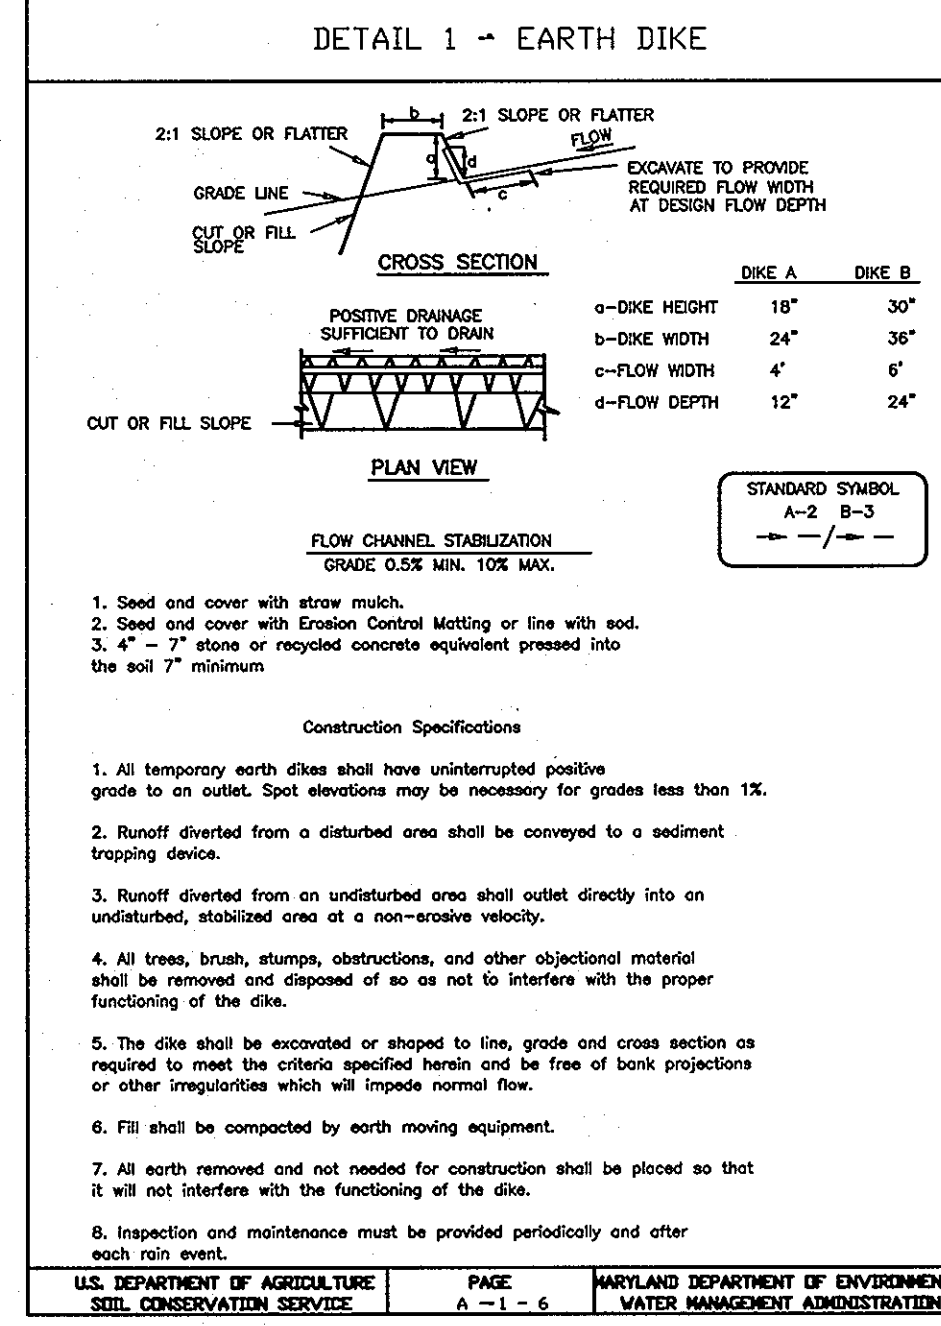 DETAIL 1 - EARTH DIKE
b
2:1 SLOPE OR FLATTER
2:1 SLOPE OR FLATTER
FLOW
a
d
EXCAVATE TO PROVIDE
REQUIRED FLOW WIDTH
AT DESIGN FLOW DEPTH
GRADE LINE
c
CUT OR FILL
SLOPE
CROSS SECTION
DIKE A DIKE B
a-DIKE HEIGHT 18" 30"
b-DIKE WIDTH 24" 36"
c-FLOW WIDTH 4' 6'
d-FLOW DEPTH 12" 24"
POSITIVE DRAINAGE
SUFFICIENT TO DRAIN
CUT OR FILL SLOPE
PLAN VIEW
STANDARD SYMBOL
A-2 B-3
FLOW CHANNEL STABILIZATION
GRADE 0.5% MIN. 10% MAX.
1. Seed and cover with straw mulch.
2. Seed and cover with Erosion Control Matting or line with sod.
3. 4" - 7" stone or recycled concrete equivalent pressed into
the soil 7" minimum
Construction Specifications
1. All temporary earth dikes shall have uninterrupted positive
grade to an outlet. Spot elevations may be necessary for grades less than 1%.
2. Runoff diverted from a disturbed area shall be conveyed to a sediment
trapping device.
3. Runoff diverted from an undisturbed area shall outlet directly into an
undisturbed, stabilized area at a non-erosive velocity.
4. All trees, brush, stumps, obstructions, and other objectional material
shall be removed and disposed of so as not to interfere with the proper
functioning of the dike.
5. The dike shall be excavated or shaped to line, grade and cross section as
required to meet the criteria specified herein and be free of bank projections
or other irregularities which will impede normal flow.
6. Fill shall be compacted by earth moving equipment.
7. All earth removed and not needed for construction shall be placed so that
it will not interfere with the functioning of the dike.
8. Inspection and maintenance must be provided periodically and after
each rain event.
U.S. DEPARTMENT OF AGRICULTURE
SOIL CONSERVATION SERVICE
PAGE
A - 1 - 6
MARYLAND DEPARTMENT OF ENVIRONMEN
WATER MANAGEMENT ADMINISTRATION